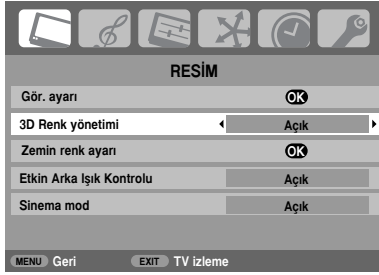 RESİM
Gör. ayarı OK
3D Renk yönetimi Açık
Zemin renk ayarı OK
Etkin Arka Işık Kontrolu Açık
Sinema mod Açık
MENU Geri EXIT TV izleme